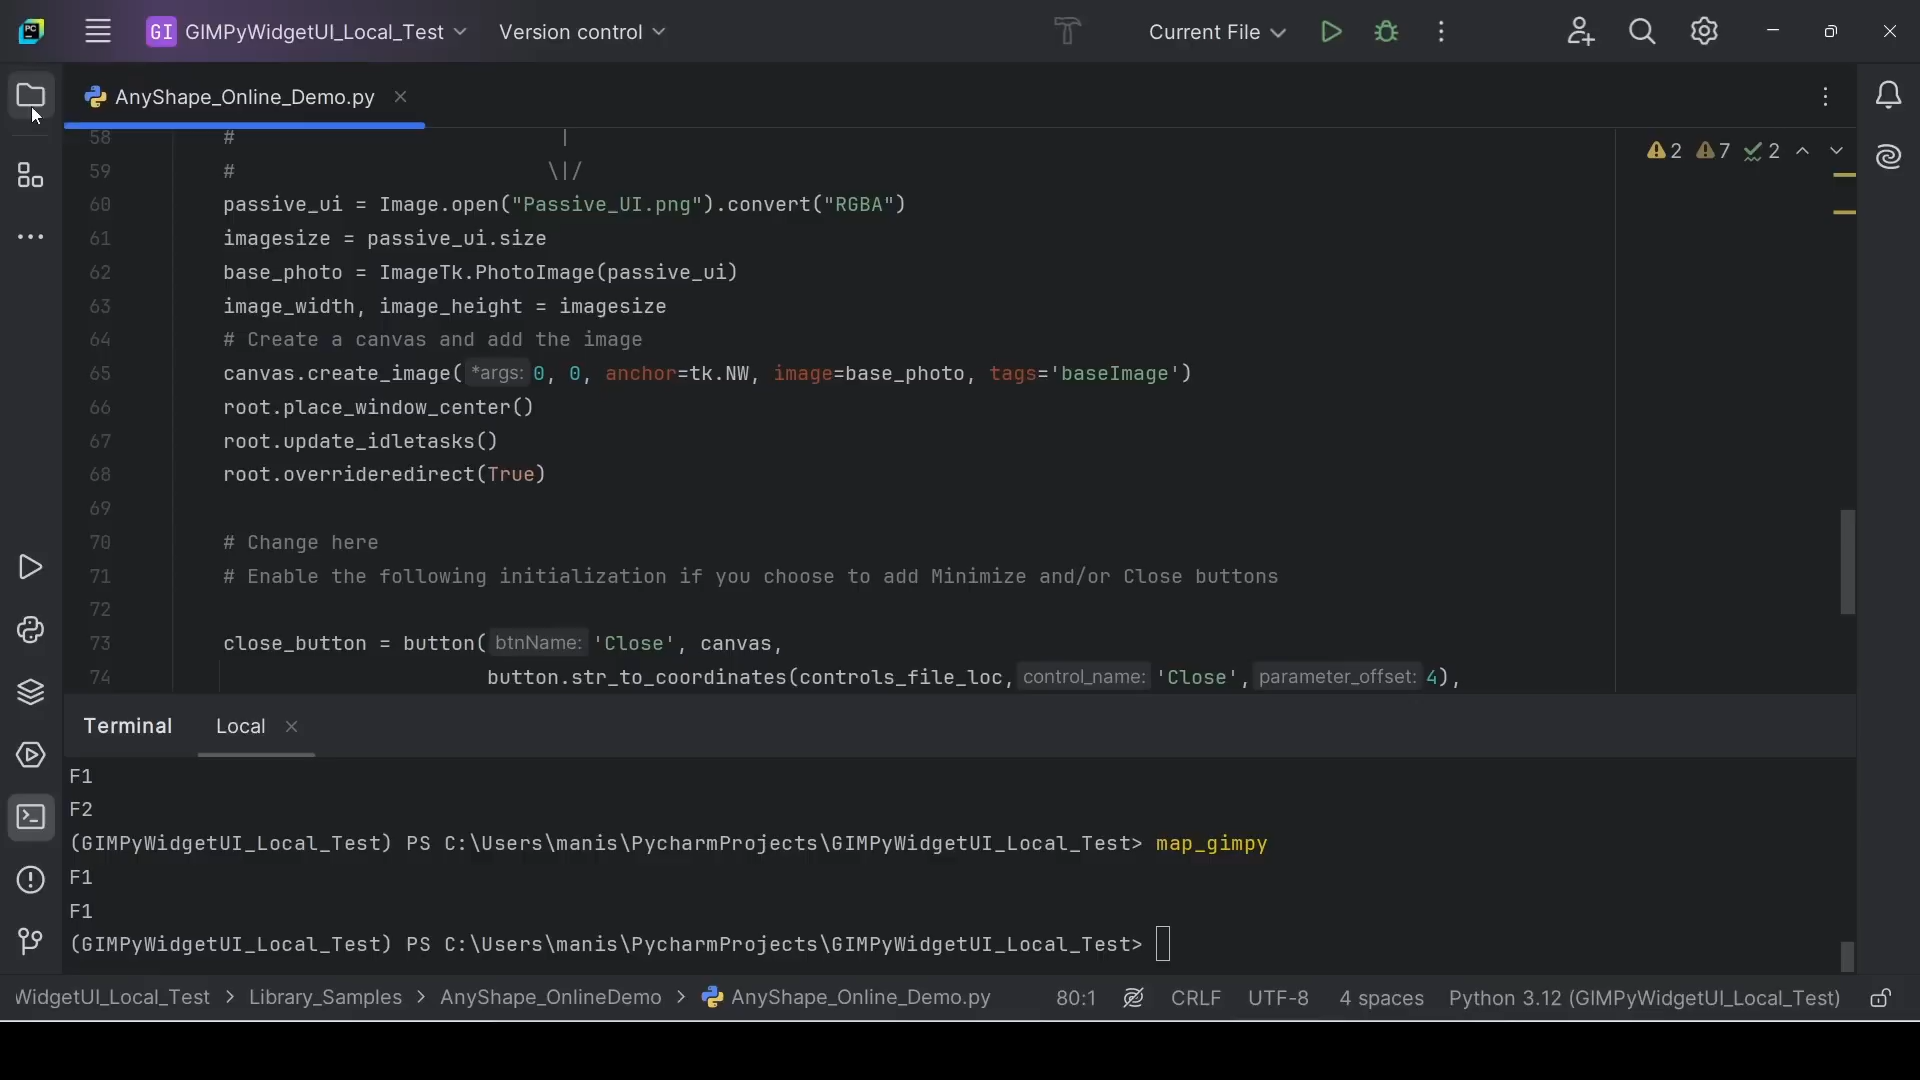 PC
GI GIMPyWidgetUI_Local_Test Version control Current File
AnyShape_Online_Demo.py
58 # |
59 # \|/
60 passive_ui = Image.open("Passive_UI.png").convert("RGBA")
61 imagesize = passive_ui.size
62 base_photo = ImageTk.PhotoImage(passive_ui)
63 image_width, image_height = imagesize
64 # Create a canvas and add the image
65 canvas.create_image( *args: 0, 0, anchor=tk.NW, image=base_photo, tags='baseImage')
66 root.place_window_center()
67 root.update_idletasks()
68 root.overrideredirect(True)
69
70 # Change here
71 # Enable the following initialization if you choose to add Minimize and/or Close buttons
72
73 close_button = button( btnName: 'Close', canvas,
74 button.str_to_coordinates(controls_file_loc, control_name: 'Close', parameter_offset: 4),
2 7 2
Terminal Local
F1
F2
(GIMPyWidgetUI_Local_Test) PS C:\Users\manis\PycharmProjects\GIMPyWidgetUI_Local_Test> map_gimpy
F1
F1
(GIMPyWidgetUI_Local_Test) PS C:\Users\manis\PycharmProjects\GIMPyWidgetUI_Local_Test>
WidgetUI_Local_Test > Library_Samples > AnyShape_OnlineDemo > AnyShape_Online_Demo.py 80:1 CRLF UTF-8 4 spaces Python 3.12 (GIMPyWidgetUI_Local_Test)